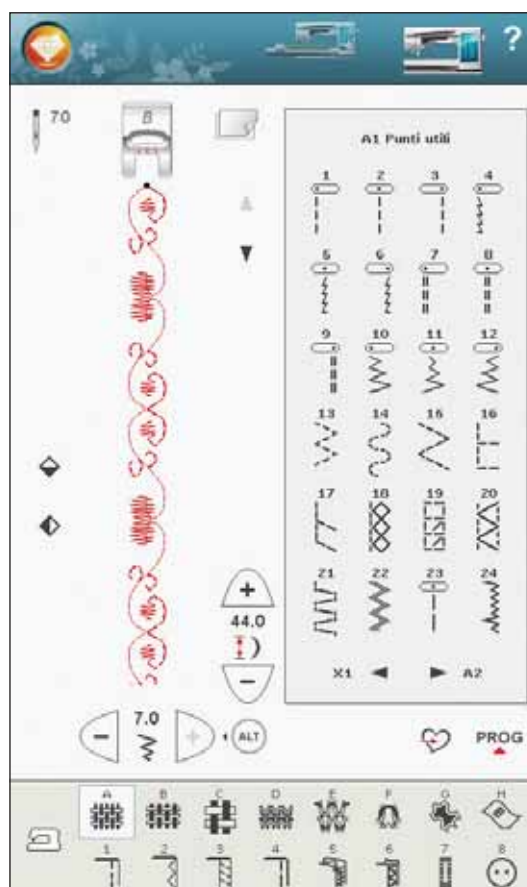 ?
70
B
A1 Punti utili
1 2 3 4
5 6 7 8
9 10 11 12
13 14 15 16
17 18 19 20
21 22 23 24
+
44.0
−
X1 A2
− 7.0 +
ALT
PROG
A B C D E F G H
1 2 3 4 5 6 7 8